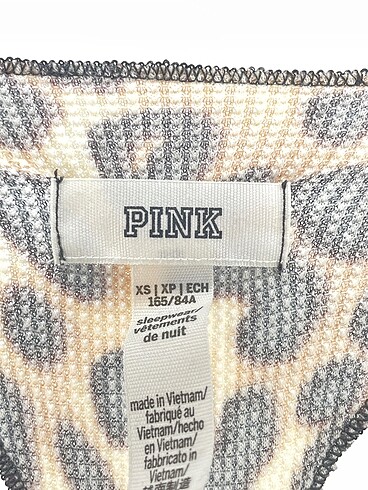 PINK
XS | XP | ECH
165/84A
sleepwear/
vêtements
de nuit
made in Vietnam/
fabriqué au
Vietnam/hecho
en Vietnam/
fabbricato in
Vietnam/